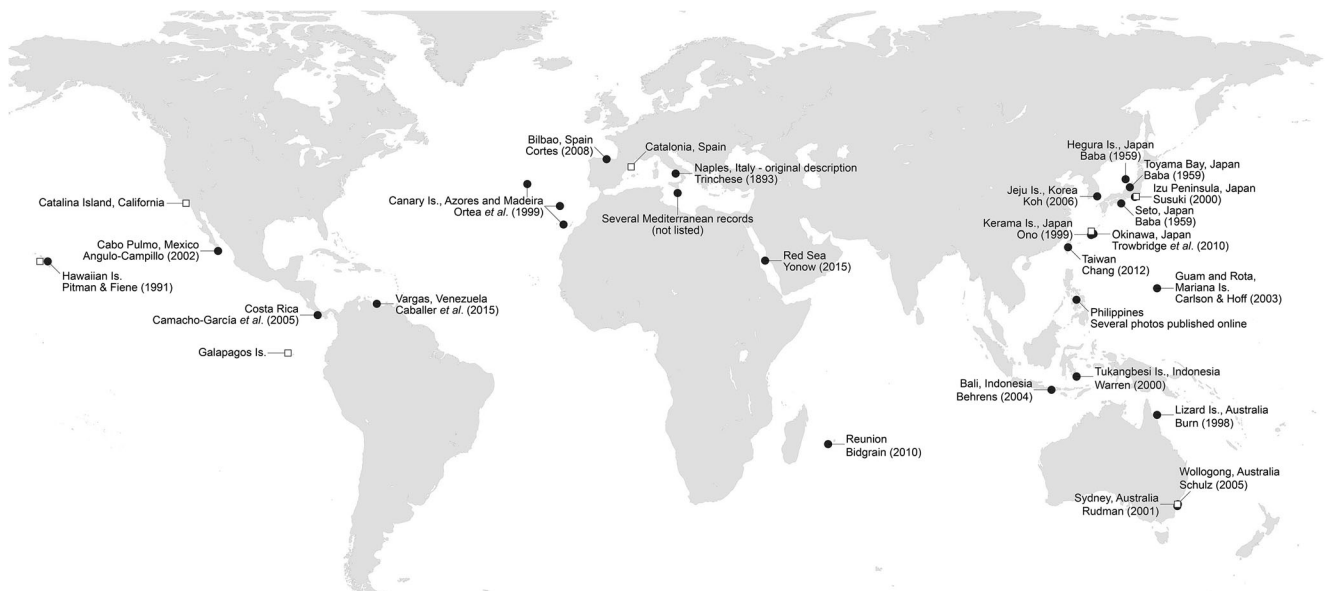 Bilbao, Spain
Cortes (2008)
Catalonia, Spain
Naples, Italy - original description
Trinchese (1893)
Canary Is., Azores and Madeira
Ortea et al. (1999)
Several Mediterranean records
(not listed)
Catalina Island, California
Cabo Pulmo, Mexico
Angulo-Campillo (2002)
Hawaiian Is.
Pitman & Fiene (1991)
Costa Rica
Camacho-García et al. (2005)
Vargas, Venezuela
Caballer et al. (2015)
Galapagos Is.
Red Sea
Yonow (2015)
Hegura Is., Japan
Baba (1959)
Toyama Bay, Japan
Baba (1959)
Jeju Is., Korea
Koh (2006)
Izu Peninsula, Japan
Susuki (2000)
Seto, Japan
Baba (1959)
Kerama Is., Japan
Ono (1999)
Okinawa, Japan
Trowbridge et al. (2010)
Taiwan
Chang (2012)
Guam and Rota,
Mariana Is.
Carlson & Hoff (2003)
Philippines
Several photos published online
Tukangbesi Is., Indonesia
Warren (2000)
Bali, Indonesia
Behrens (2004)
Lizard Is., Australia
Burn (1998)
Reunion
Bidgrain (2010)
Wollogong, Australia
Schulz (2005)
Sydney, Australia
Rudman (2001)